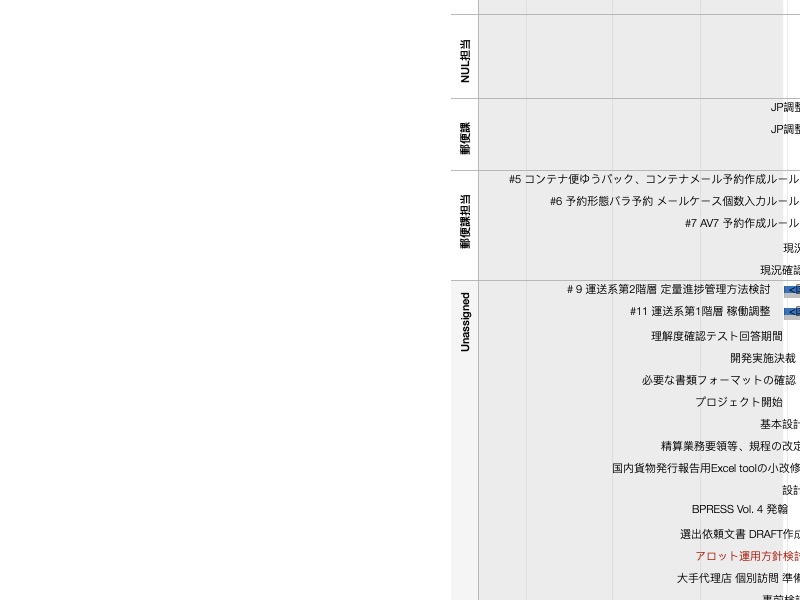 NUL担当
郵便課
JP調整
JP調整
郵便課担当
#5 コンテナ便ゆうパック、コンテナメール予約作成ルール
#6 予約形態バラ予約 メールケース個数入力ルール
#7 AV7 予約作成ルール
現況
現況確認
Unassigned
# 9 運送系第2階層 定量進捗管理方法検討
#11 運送系第1階層 稼働調整
理解度確認テスト回答期間
開発実施決裁
必要な書類フォーマットの確認
プロジェクト開始
基本設計
精算業務要領等、規程の改定
国内貨物発行報告用Excel toolの小改修
設計
BPRESS Vol. 4 発翰
選出依頼文書 DRAFT作成
アロット運用方針検討
大手代理店 個別訪問 準備
事前検討